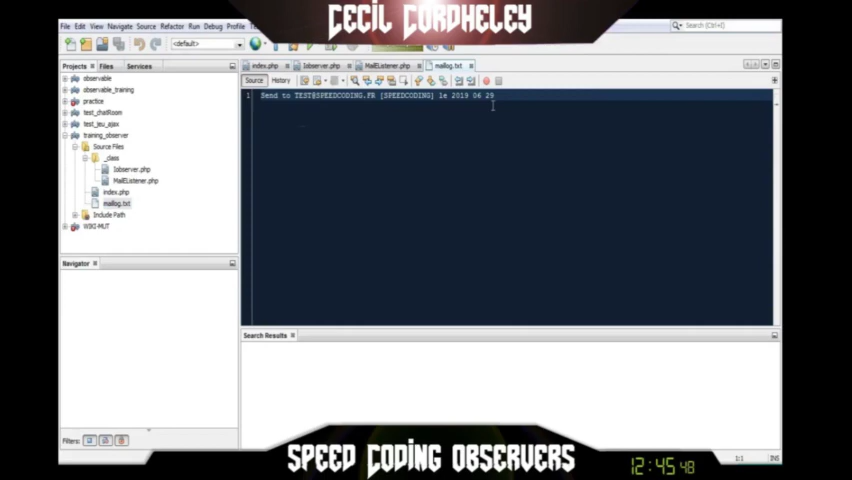 CECIL CORDHELEY
File Edit View Navigate Source Refactor Run Debug Profile
Search (Ctrl+I)
<default>
Projects Files Services
index.php Iobserver.php MailListener.php maillog.txt
Source History
observable
observable_training
practice
test_chatRoom
test_jeu_ajax
training_observer
Source Files
_class
Iobserver.php
MailListener.php
index.php
maillog.txt
Include Path
WIKI-MUT
1 Send to TEST@SPEEDCODING.FR [SPEEDCODING] le 2019 06 29
Navigator
Search Results
Filters:
1:1 INS
SPEED CODING OBSERVERS
12:45 48